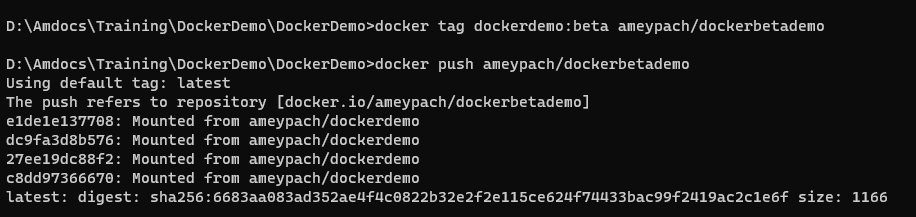 D:\Amdocs\Training\DockerDemo\DockerDemo>docker tag dockerdemo:beta ameypach/dockerbetademo
D:\Amdocs\Training\DockerDemo\DockerDemo>docker push ameypach/dockerbetademo
Using default tag: latest
The push refers to repository [docker.io/ameypach/dockerbetademo]
e1de1e137708: Mounted from ameypach/dockerdemo
dc9fa3d8b576: Mounted from ameypach/dockerdemo
27ee19dc88f2: Mounted from ameypach/dockerdemo
c8dd97366670: Mounted from ameypach/dockerdemo
latest: digest: sha256:6683aa083ad352ae4f4c0822b32e2f2e115ce624f74433bac99f2419ac2c1e6f size: 1166